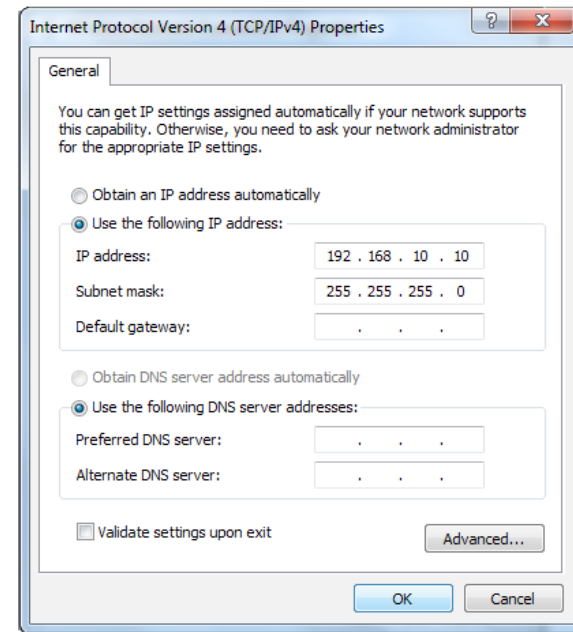 Internet Protocol Version 4 (TCP/IPv4) Properties
General
You can get IP settings assigned automatically if your network supports
this capability. Otherwise, you need to ask your network administrator
for the appropriate IP settings.
Obtain an IP address automatically
Use the following IP address:
IP address: 192 . 168 . 10 . 10
Subnet mask: 255 . 255 . 255 . 0
Default gateway: . . .
Obtain DNS server address automatically
Use the following DNS server addresses:
Preferred DNS server: . . .
Alternate DNS server: . . .
Validate settings upon exit
Advanced...
OK Cancel